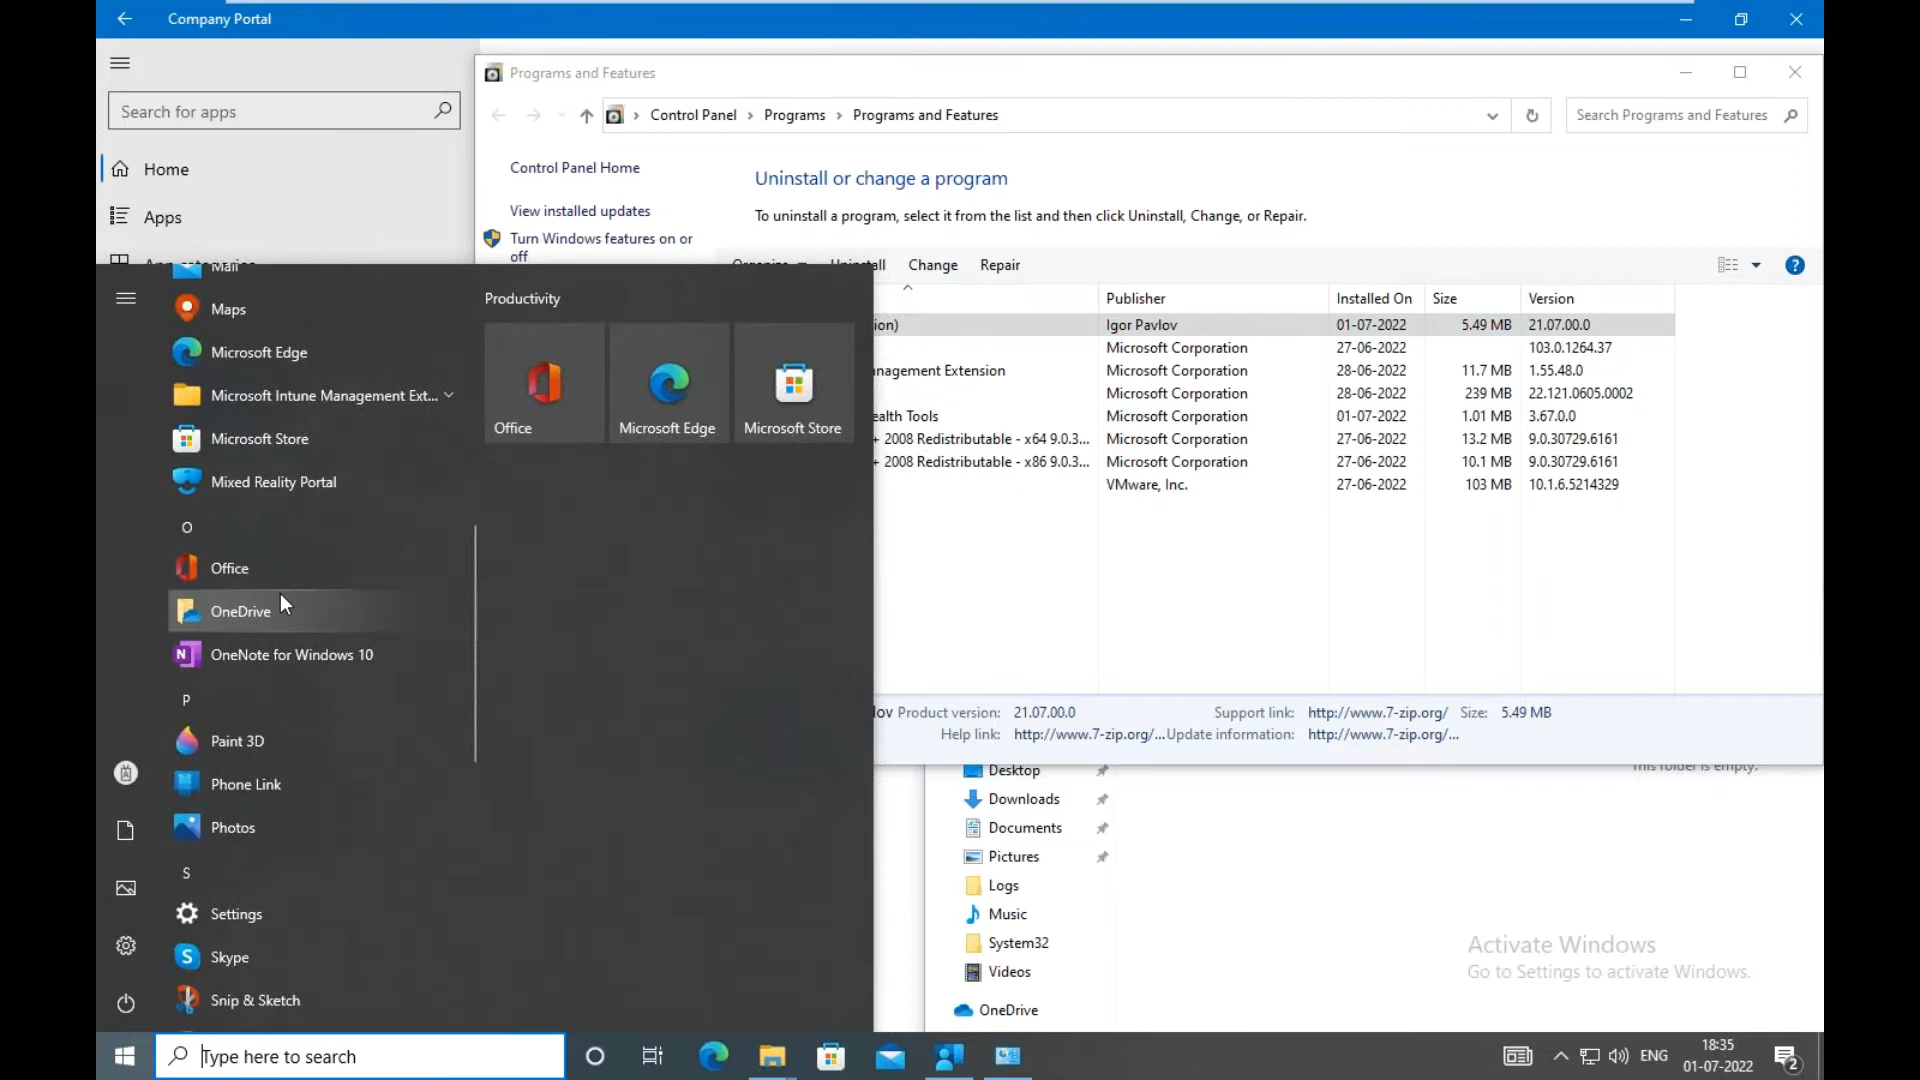 Company Portal
Search for apps
Home
Apps
Programs and Features
Control Panel > Programs > Programs and Features
Search Programs and Features
Control Panel Home
View installed updates
Turn Windows features on or
off
Uninstall or change a program
To uninstall a program, select it from the list and then click Uninstall, Change, or Repair.
Change Repair
Publisher Installed On Size Version
ion) Igor Pavlov 01-07-2022 5.49 MB 21.07.00.0
Microsoft Corporation 27-06-2022 103.0.1264.37
nagement Extension Microsoft Corporation 28-06-2022 11.7 MB 1.55.48.0
Microsoft Corporation 28-06-2022 239 MB 22.121.0605.0002
ealth Tools Microsoft Corporation 01-07-2022 1.01 MB 3.67.0.0
+ 2008 Redistributable - x64 9.0.3... Microsoft Corporation 27-06-2022 13.2 MB 9.0.30729.6161
+ 2008 Redistributable - x86 9.0.3... Microsoft Corporation 27-06-2022 10.1 MB 9.0.30729.6161
VMware, Inc. 27-06-2022 103 MB 10.1.6.5214329
lov Product version: 21.07.00.0 Support link: http://www.7-zip.org/ Size: 5.49 MB
Help link: http://www.7-zip.org/... Update information: http://www.7-zip.org/...
Mail
Maps
Microsoft Edge
Microsoft Intune Management Ext...
Microsoft Store
Mixed Reality Portal
O
Office
OneDrive
OneNote for Windows 10
P
Paint 3D
Phone Link
Photos
S
Settings
Skype
Snip & Sketch
Productivity
Office
Microsoft Edge
Microsoft Store
Desktop
Downloads
Documents
Pictures
Logs
Music
System32
Videos
OneDrive
This folder is empty.
Activate Windows
Go to Settings to activate Windows.
Type here to search
ENG
18:35
01-07-2022
2